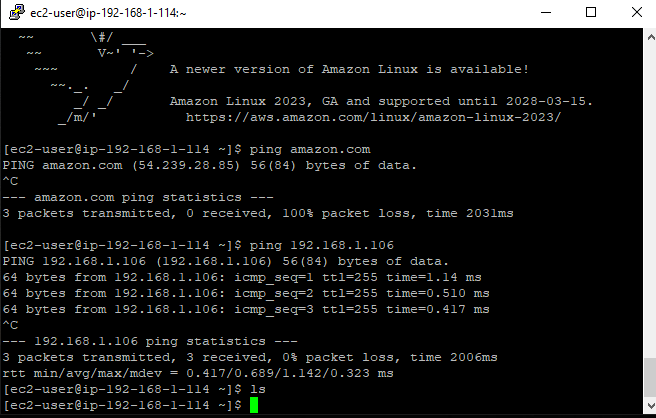 ec2-user@ip-192-168-1-114:~
~~ \#/ ___
~~ V~' '->
~~~ / A newer version of Amazon Linux is available!
~~._. _/
_/ _/ Amazon Linux 2023, GA and supported until 2028-03-15.
_/m/' https://aws.amazon.com/linux/amazon-linux-2023/
[ec2-user@ip-192-168-1-114 ~]$ ping amazon.com
PING amazon.com (54.239.28.85) 56(84) bytes of data.
^C
--- amazon.com ping statistics ---
3 packets transmitted, 0 received, 100% packet loss, time 2031ms
[ec2-user@ip-192-168-1-114 ~]$ ping 192.168.1.106
PING 192.168.1.106 (192.168.1.106) 56(84) bytes of data.
64 bytes from 192.168.1.106: icmp_seq=1 ttl=255 time=1.14 ms
64 bytes from 192.168.1.106: icmp_seq=2 ttl=255 time=0.510 ms
64 bytes from 192.168.1.106: icmp_seq=3 ttl=255 time=0.417 ms
^C
--- 192.168.1.106 ping statistics ---
3 packets transmitted, 3 received, 0% packet loss, time 2006ms
rtt min/avg/max/mdev = 0.417/0.689/1.142/0.323 ms
[ec2-user@ip-192-168-1-114 ~]$ ls
[ec2-user@ip-192-168-1-114 ~]$